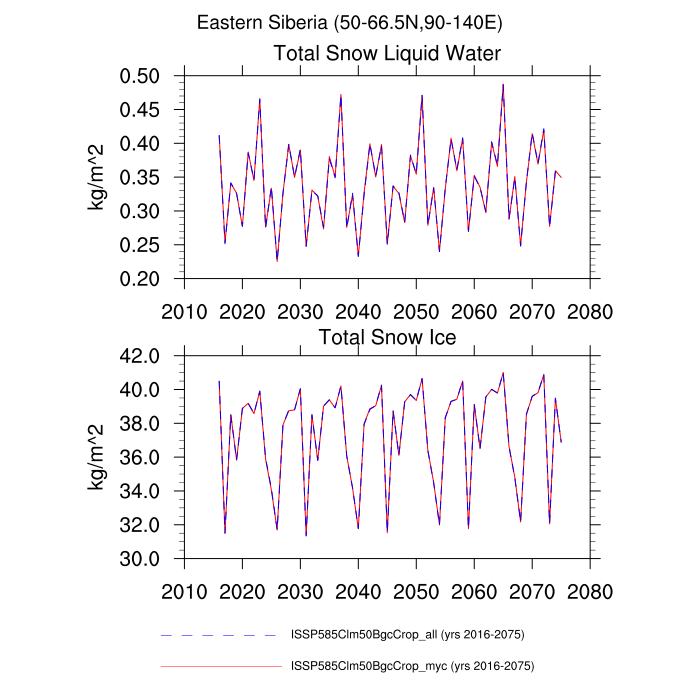 Eastern Siberia (50-66.5N,90-140E)
Total Snow Liquid Water
kg/m^2
0.50
0.45
0.40
0.35
0.30
0.25
0.20
2010 2020 2030 2040 2050 2060 2070 2080
Total Snow Ice
kg/m^2
42.0
40.0
38.0
36.0
34.0
32.0
30.0
2010 2020 2030 2040 2050 2060 2070 2080
ISSP585Clm50BgcCrop_all (yrs 2016-2075)
ISSP585Clm50BgcCrop_myc (yrs 2016-2075)